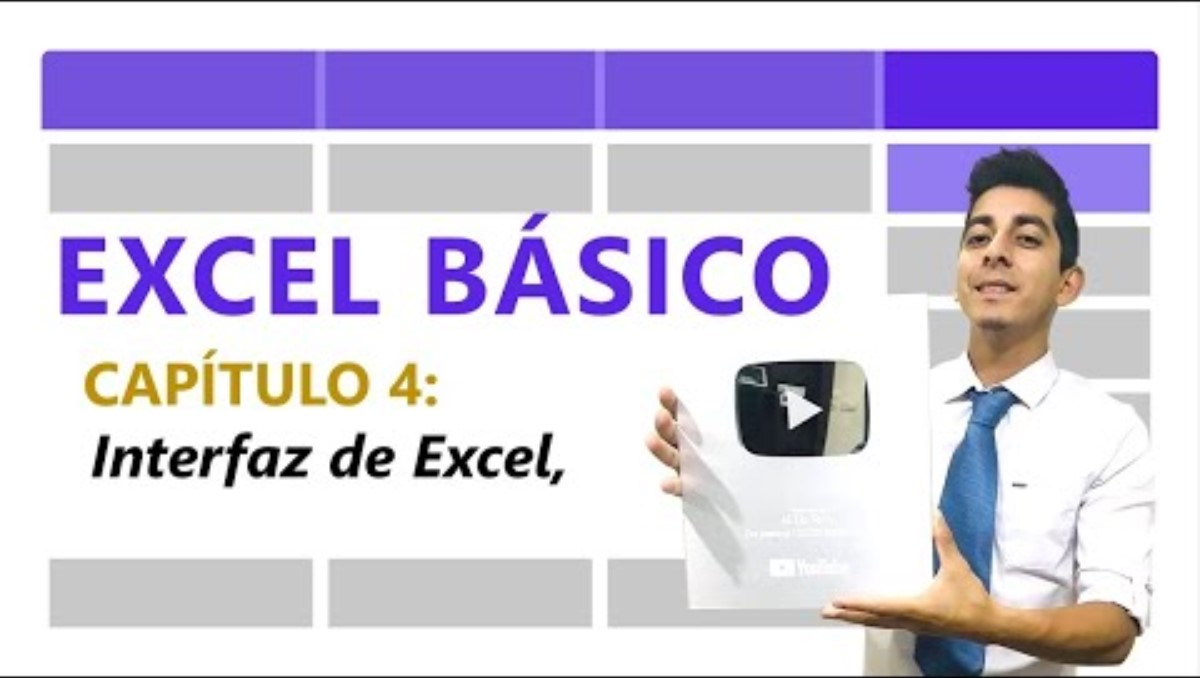 EXCEL BÁSICO
CAPÍTULO 4:
Interfaz de Excel,
YouTube